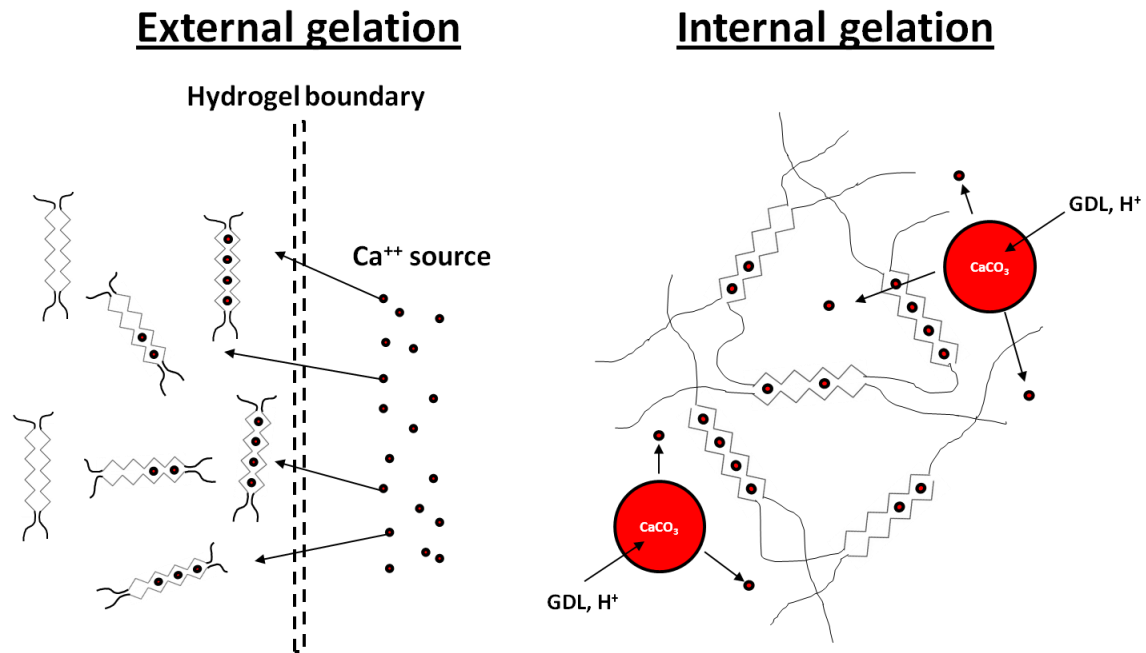 External gelation
Internal gelation
Hydrogel boundary
Ca⁺⁺ source
GDL, H⁺
CaCO₃
CaCO₃
GDL, H⁺